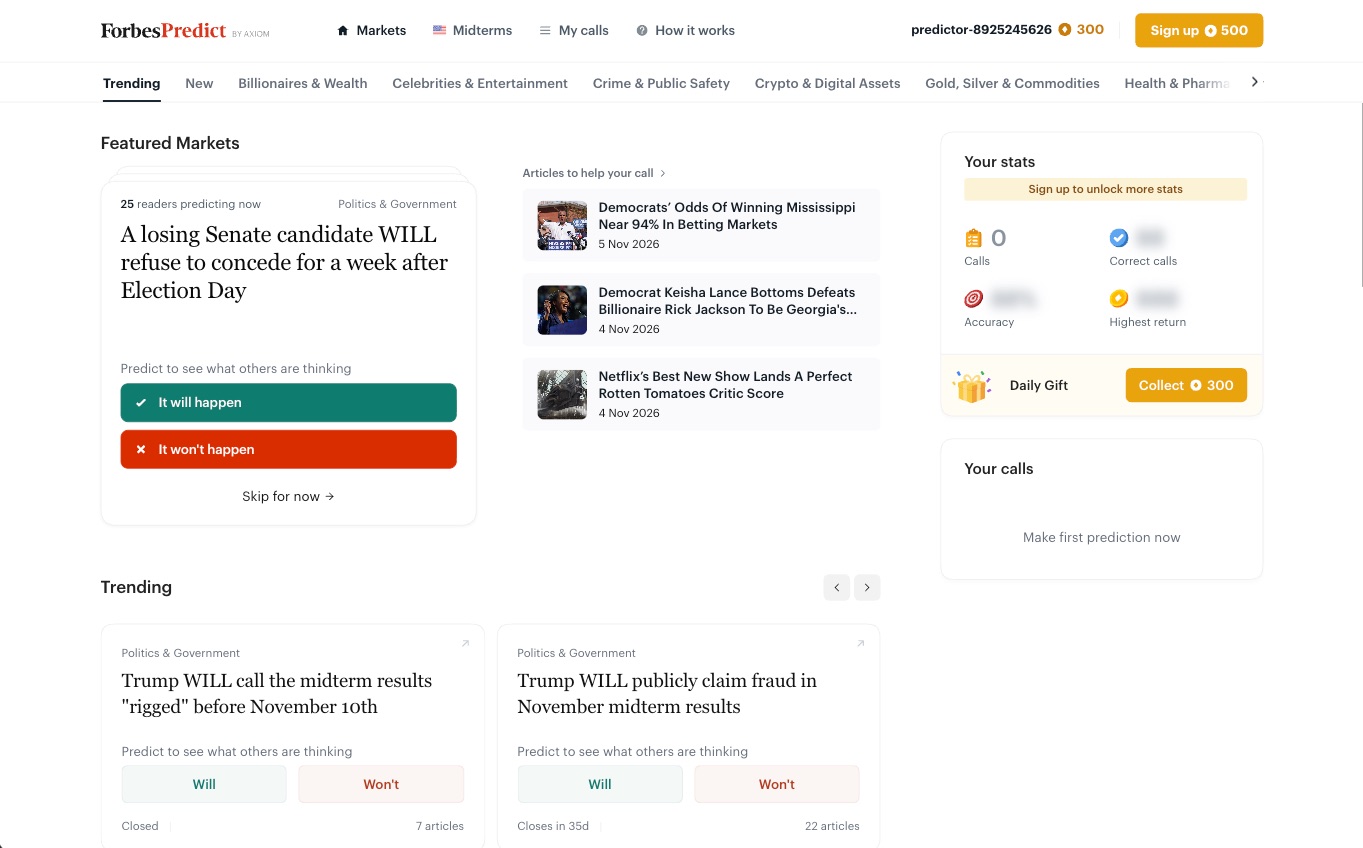 ForbesPredict BY AXIOM
Markets
Midterms
My calls
How it works
predictor-8925245626 300
Sign up 500
Trending
New
Billionaires & Wealth
Celebrities & Entertainment
Crime & Public Safety
Crypto & Digital Assets
Gold, Silver & Commodities
Health & Pharma
Featured Markets
25 readers predicting now
Politics & Government
A losing Senate candidate WILL
refuse to concede for a week after
Election Day
Predict to see what others are thinking
It will happen
It won't happen
Skip for now →
Articles to help your call
Democrats’ Odds Of Winning Mississippi
Near 94% In Betting Markets
5 Nov 2026
Democrat Keisha Lance Bottoms Defeats
Billionaire Rick Jackson To Be Georgia's...
4 Nov 2026
Netflix’s Best New Show Lands A Perfect
Rotten Tomatoes Critic Score
4 Nov 2026
Your stats
Sign up to unlock more stats
0
Calls
Correct calls
Accuracy
Highest return
Daily Gift
Collect 300
Your calls
Make first prediction now
Trending
Politics & Government
Trump WILL call the midterm results
"rigged" before November 10th
Predict to see what others are thinking
Will
Won't
Closed
7 articles
Politics & Government
Trump WILL publicly claim fraud in
November midterm results
Predict to see what others are thinking
Will
Won't
Closes in 35d
22 articles